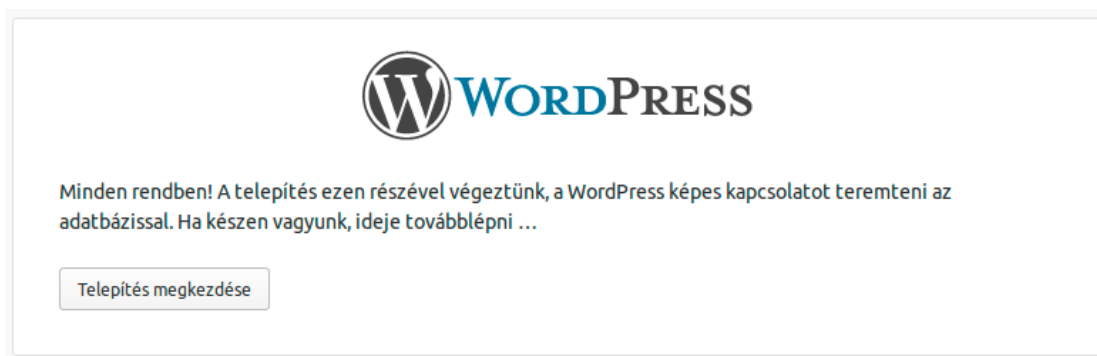 WORDPRESS
Minden rendben! A telepítés ezen részével végeztünk, a WordPress képes kapcsolatot teremteni az
adatbázissal. Ha készen vagyunk, ideje továbblépni …
Telepítés megkezdése